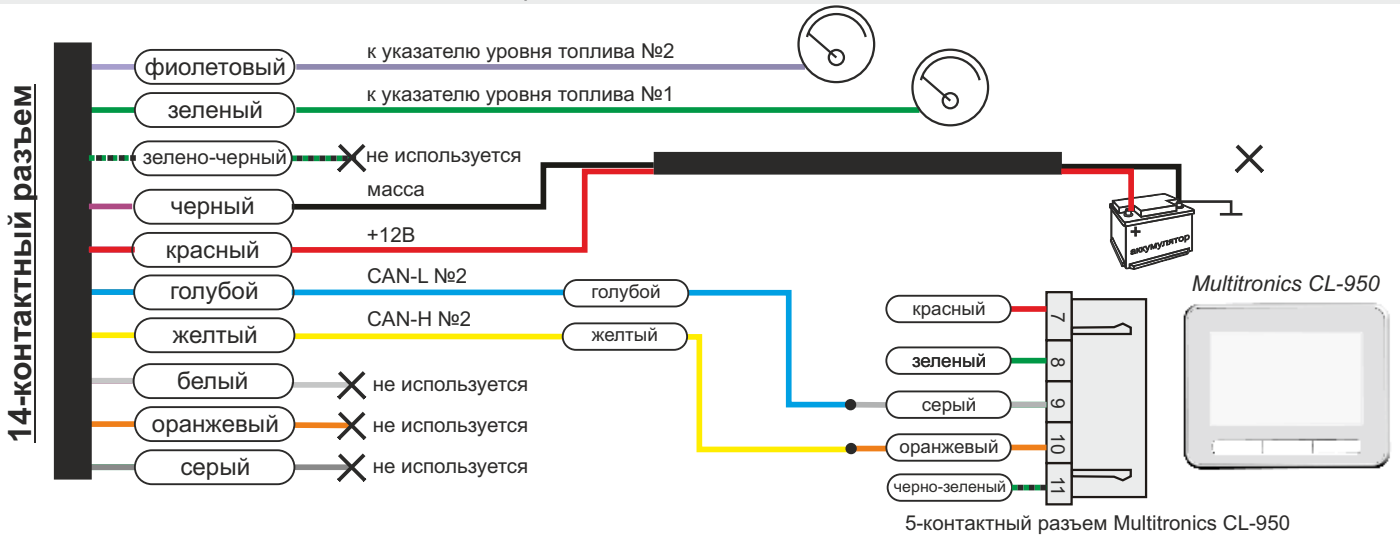 14-контактный разъем
фиолетовый
к указателю уровня топлива №2
зеленый
к указателю уровня топлива №1
зелено-черный
не используется
черный
масса
красный
+12В
голубой
CAN-L №2
голубой
желтый
CAN-H №2
желтый
белый
не используется
оранжевый
не используется
серый
не используется
+
аккумулятор
Multitronics CL-950
красный
7
зеленый
8
серый
9
оранжевый
10
черно-зеленый
11
5-контактный разъем Multitronics CL-950